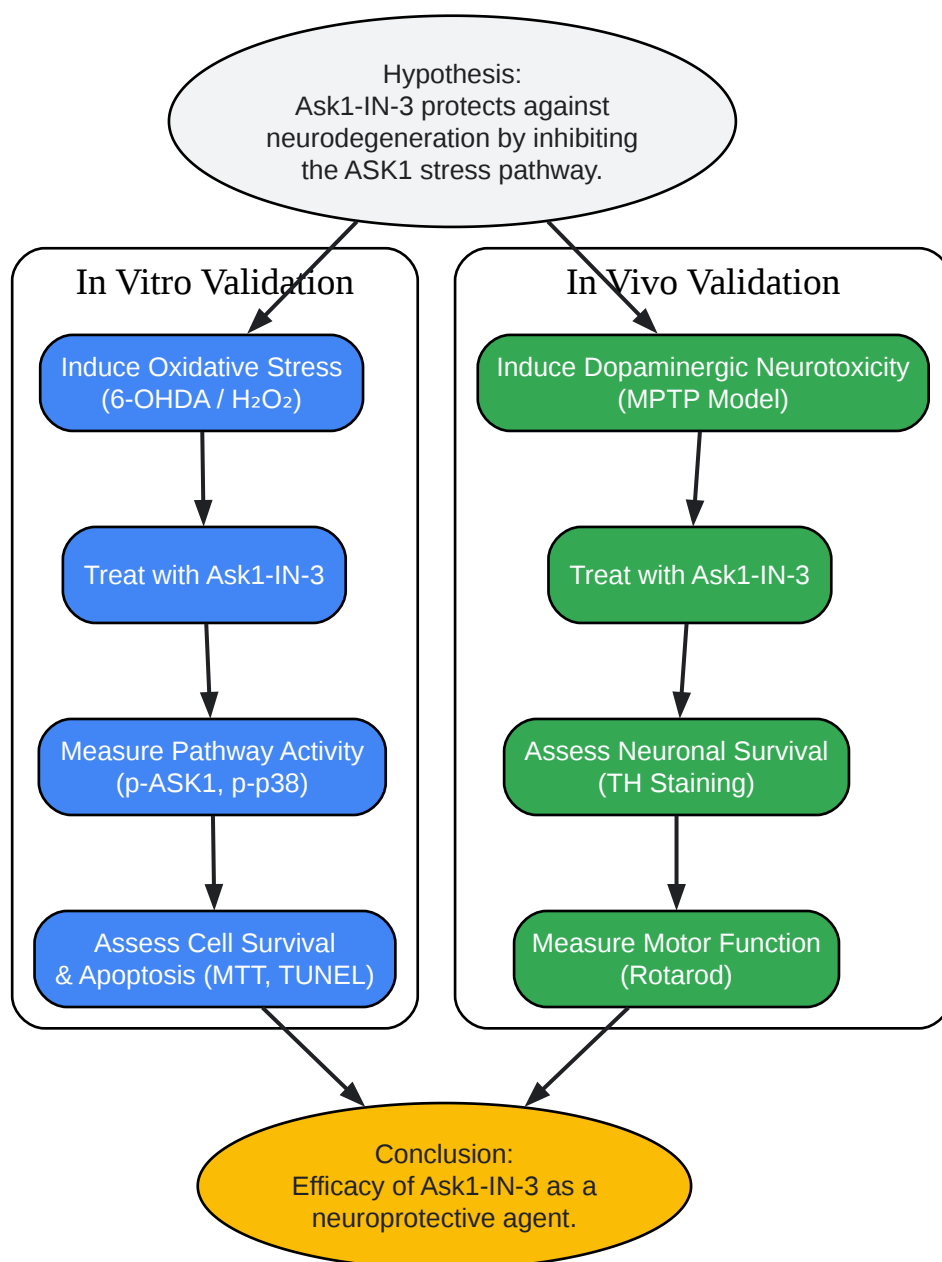 Hypothesis:
Ask1-IN-3 protects against
neurodegeneration by inhibiting
the ASK1 stress pathway.
In Vitro Validation
Induce Oxidative Stress
(6-OHDA / H₂O₂)
Treat with Ask1-IN-3
Measure Pathway Activity
(p-ASK1, p-p38)
Assess Cell Survival
& Apoptosis (MTT, TUNEL)
In Vivo Validation
Induce Dopaminergic Neurotoxicity
(MPTP Model)
Treat with Ask1-IN-3
Assess Neuronal Survival
(TH Staining)
Measure Motor Function
(Rotarod)
Conclusion:
Efficacy of Ask1-IN-3 as a
neuroprotective agent.